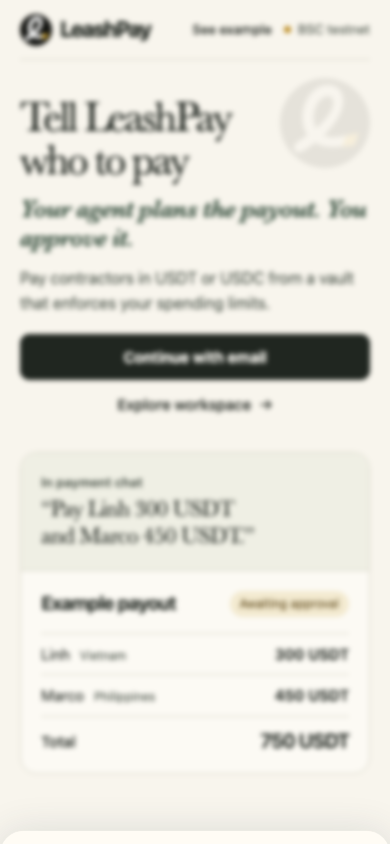 LeashPay
See example
BSC testnet
Tell LeashPay
who to pay
Your agent plans the payout. You
approve it.
Pay contractors in USDT or USDC from a vault
that enforces your spending limits.
Continue with email
Explore workspace →
In payment chat
“Pay Linh 300 USDT
and Marco 450 USDT.”
Example payout
Awaiting approval
Linh Vietnam
300 USDT
Marco Philippines
450 USDT
Total
750 USDT